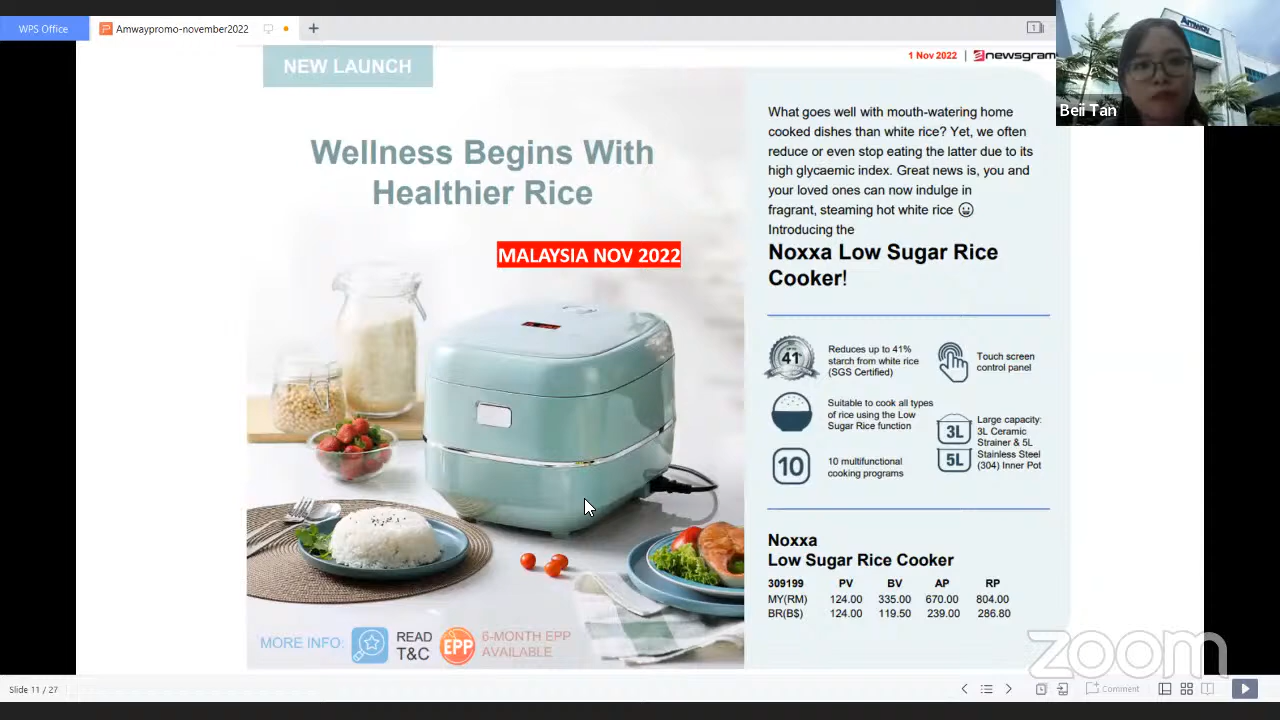 WPS Office
Amwaypromo-november2022
1
NEW LAUNCH
1 Nov 2022 | newsgram
AMWAY
Beii Tan
Wellness Begins With
Healthier Rice
MALAYSIA NOV 2022
What goes well with mouth-watering home
cooked dishes than white rice? Yet, we often
reduce or even stop eating the latter due to its
high glycaemic index. Great news is, you and
your loved ones can now indulge in
fragrant, steaming hot white rice 😀
Introducing the
Noxxa Low Sugar Rice
Cooker!
41
Reduces up to 41%
starch from white rice
(SGS Certified)
Touch screen
control panel
Suitable to cook all types
of rice using the Low
Sugar Rice function
3L
5L
Large capacity:
3L Ceramic
Strainer & 5L
Stainless Steel
(304) Inner Pot
10
10 multifunctional
cooking programs
Noxxa
Low Sugar Rice Cooker
309199 PV BV AP RP
MY(RM) 124.00 335.00 670.00 804.00
BR(B$) 124.00 119.50 239.00 286.80
MORE INFO:
READ
T&C
EPP
6-MONTH EPP
AVAILABLE
zoom
Slide 11 / 27
Comment